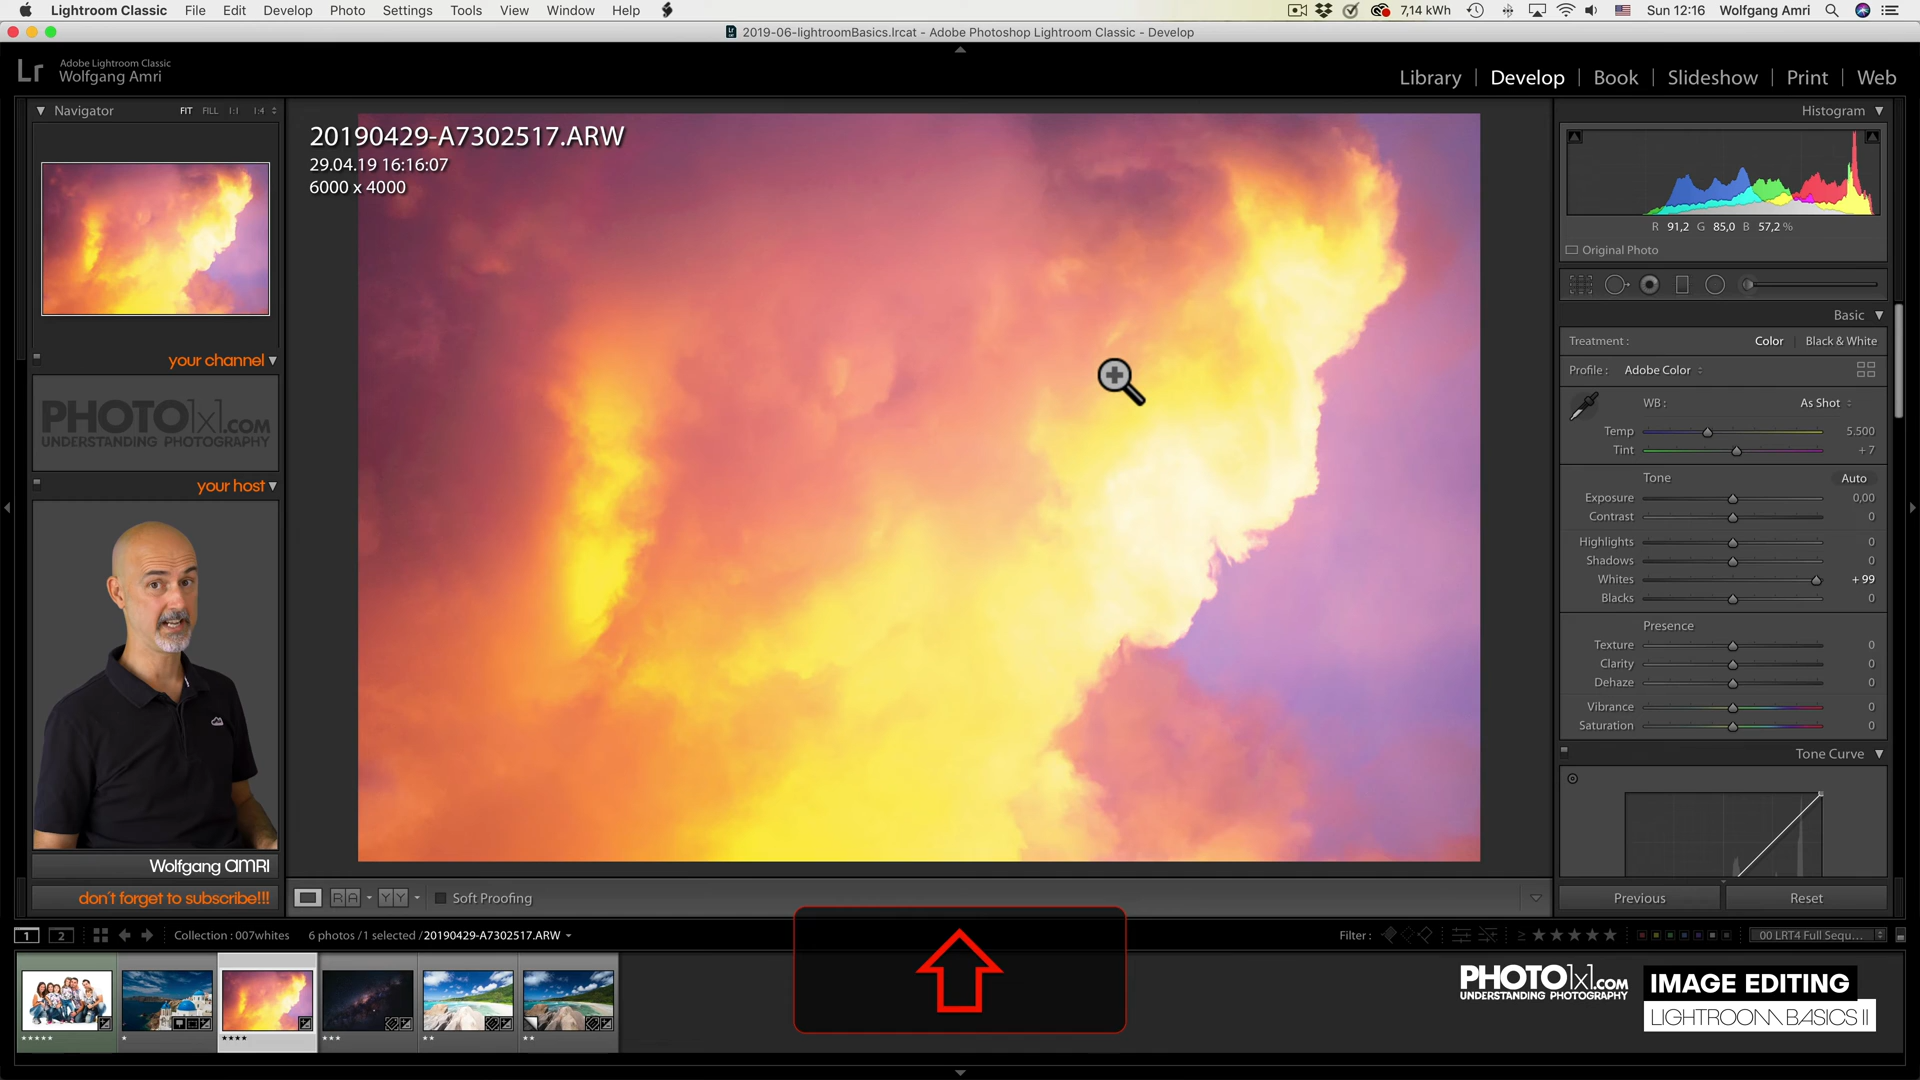 Lightroom Classic File Edit Develop Photo Settings Tools View Window Help 7,14 kWh Sun 12:16 Wolfgang Amri
2019-06-lightroomBasics.lrcat - Adobe Photoshop Lightroom Classic - Develop
Lr Adobe Lightroom Classic
Wolfgang Amri
Library | Develop | Book | Slideshow | Print | Web
Navigator FIT FILL 1:1 1:4
your channel
PHOTO[x].com
UNDERSTANDING PHOTOGRAPHY
your host
Wolfgang AMRI
don´t forget to subscribe!!!
20190429-A7302517.ARW
29.04.19 16:16:07
6000 x 4000
Histogram
R 91,2 G 85,0 B 57,2 %
Original Photo
Basic
Treatment : Color Black & White
Profile : Adobe Color
WB : As Shot
Temp 5.500
Tint +7
Tone Auto
Exposure 0,00
Contrast 0
Highlights 0
Shadows 0
Whites +99
Blacks 0
Presence
Texture 0
Clarity 0
Dehaze 0
Vibrance 0
Saturation 0
Tone Curve
Previous Reset
R A Y Y Soft Proofing
1 2 Collection : 007whites 6 photos / 1 selected / 20190429-A7302517.ARW Filter : ≥ ★★★★★ 00 LRT4 Full Sequ...
PHOTO[x].com
UNDERSTANDING PHOTOGRAPHY
IMAGE EDITING
LIGHTROOM BASICS II